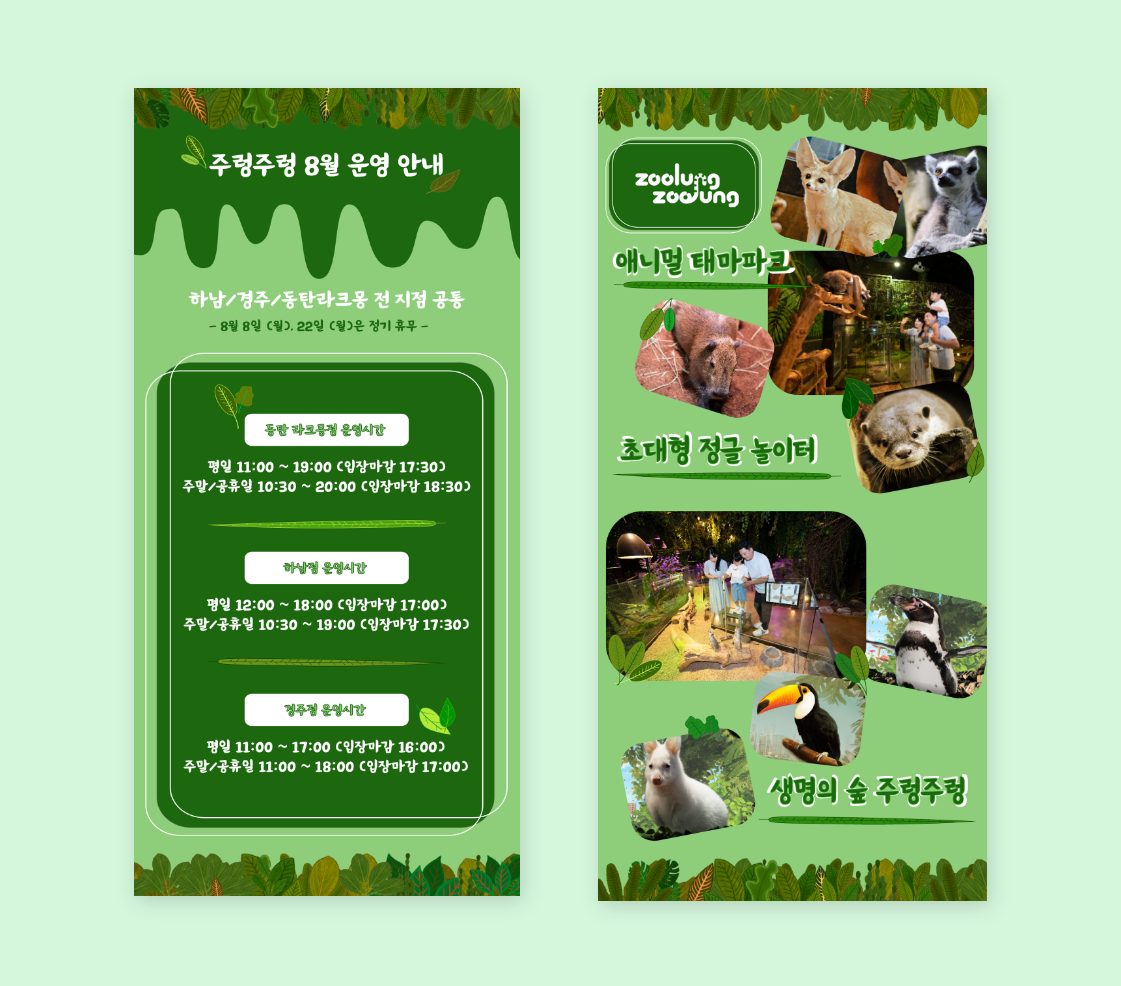 주렁주렁 8월 운영 안내
하남/경주/동탄라크몽 전 지점 공통
- 8월 8일 (월), 22일 (월)은 정기 휴무 -
동탄 라크몽점 운영시간
평일 11:00 ~ 19:00 (입장마감 17:30)
주말/공휴일 10:30 ~ 20:00 (입장마감 18:30)
하남점 운영시간
평일 12:00 ~ 18:00 (입장마감 17:00)
주말/공휴일 10:30 ~ 19:00 (입장마감 17:30)
경주점 운영시간
평일 11:00 ~ 17:00 (입장마감 16:00)
주말/공휴일 11:00 ~ 18:00 (입장마감 17:00)
zoolung
zoolung
애니멀 태마파크
초대형 정글 놀이터
생명의 숲 주렁주렁